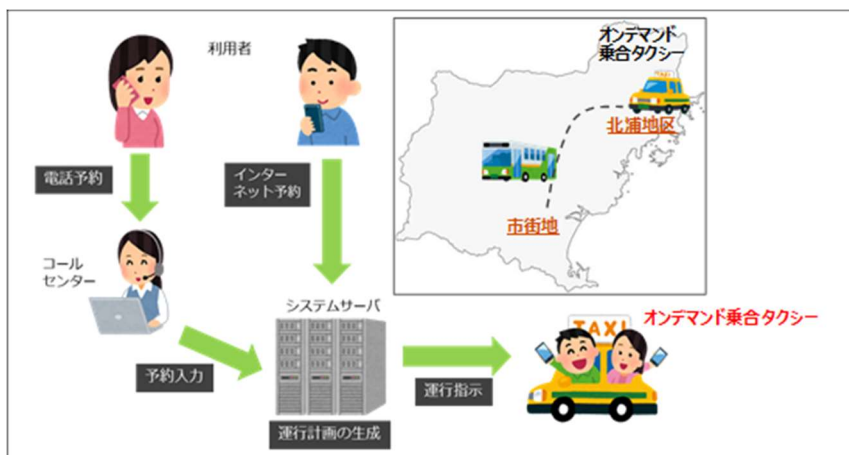 利用者
電話予約
インター
ネット予約
コール
センター
予約入力
システムサーバ
運行計画の生成
運行指示
TAXI
オンデマンド乗合タクシー
オンデマンド
乗合タクシー
TAXI
北浦地区
市街地